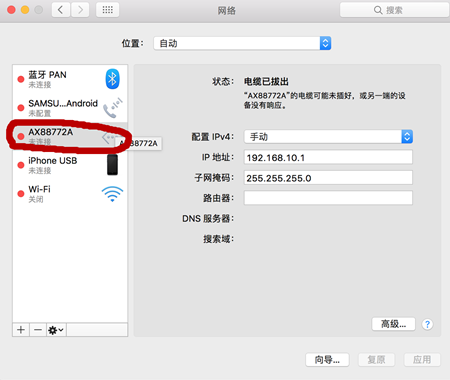 网络
搜索
位置：
自动
蓝牙 PAN
未连接
SAMSU...Android
未配置
AX88772A
未连接
AX88772A
iPhone USB
未连接
Wi-Fi
关闭
状态：
电缆已拔出
“AX88772A”的电缆可能未插好，或另一端的设
备没有响应。
配置 IPv4：
手动
IP 地址：
192.168.10.1
子网掩码：
255.255.255.0
路由器：
DNS 服务器：
搜索域：
高级...
?
向导...
复原
应用